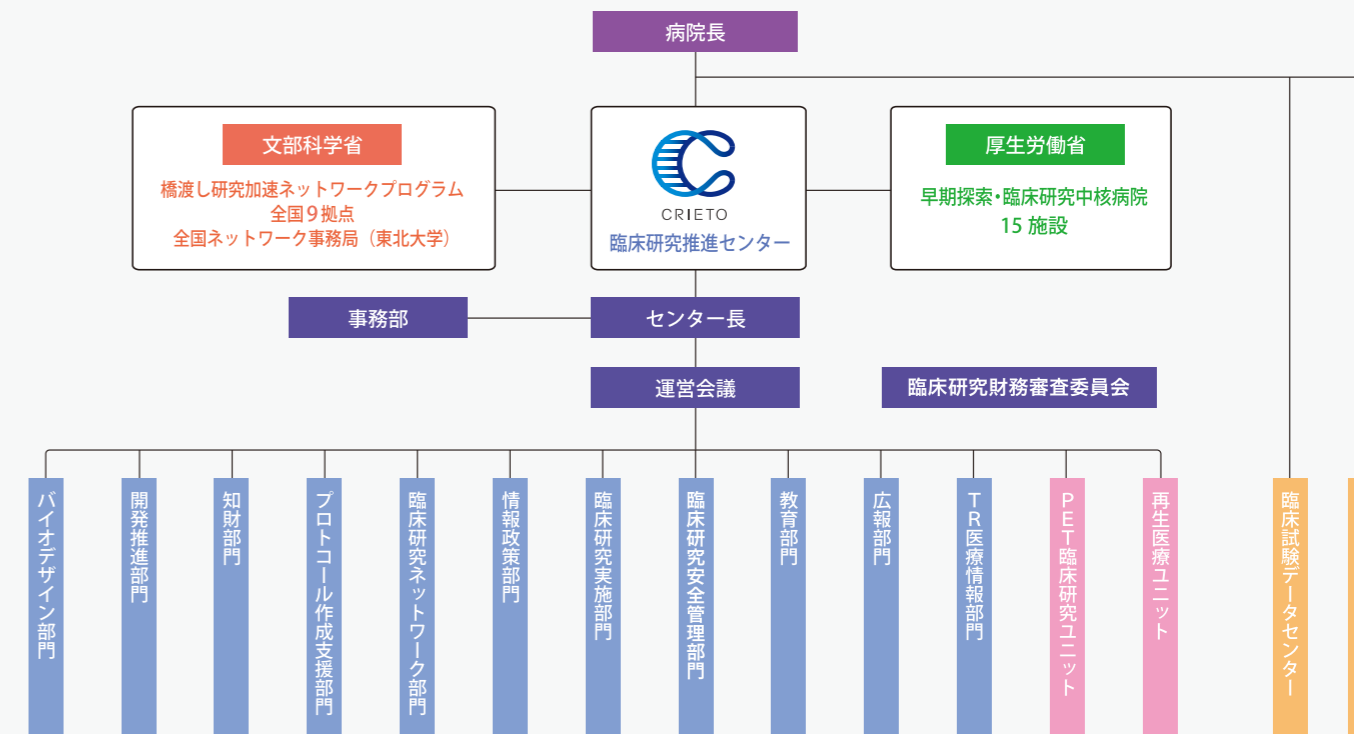 病院長
文部科学省
橋渡し研究加速ネットワークプログラム
全国9拠点
全国ネットワーク事務局（東北大学）
CRIETO
臨床研究推進センター
厚生労働省
早期探索・臨床研究中核病院
15 施設
事務部
センター長
運営会議
臨床研究財務審査委員会
バイオデザイン部門
開発推進部門
知財部門
プロトコール作成支援部門
臨床研究ネットワーク部門
情報政策部門
臨床研究実施部門
臨床研究安全管理部門
教育部門
広報部門
TR医療情報部門
PET臨床研究ユニット
再生医療ユニット
臨床試験データセンター